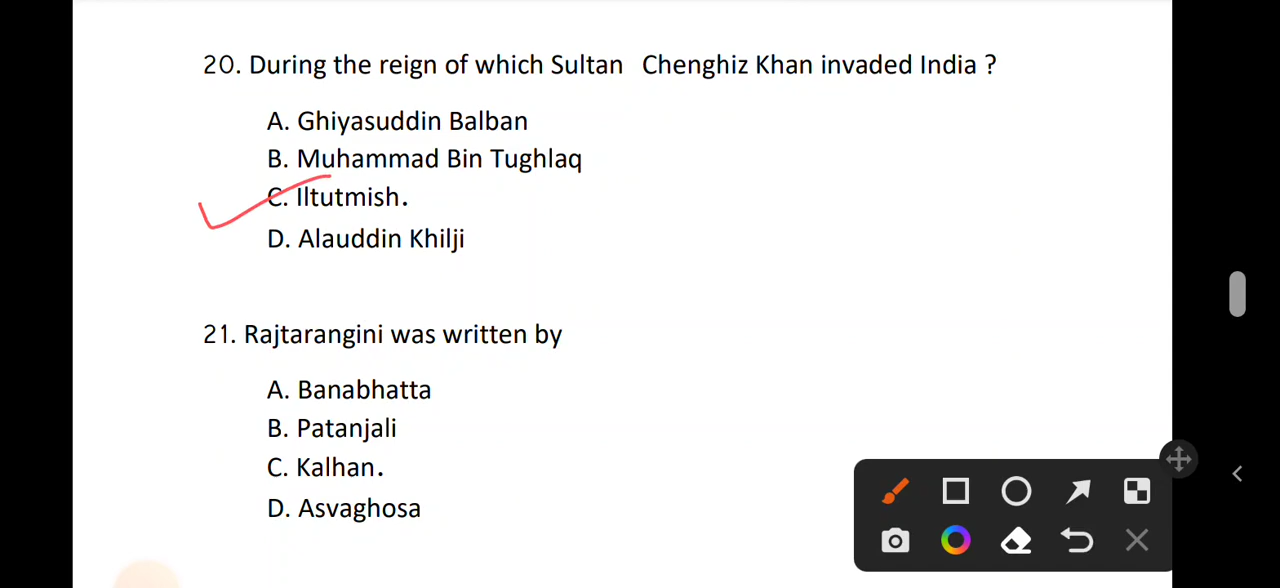 20. During the reign of which Sultan Chenghiz Khan invaded India ?
A. Ghiyasuddin Balban
B. Muhammad Bin Tughlaq
C. Iltutmish.
D. Alauddin Khilji
21. Rajtarangini was written by
A. Banabhatta
B. Patanjali
C. Kalhan.
D. Asvaghosa